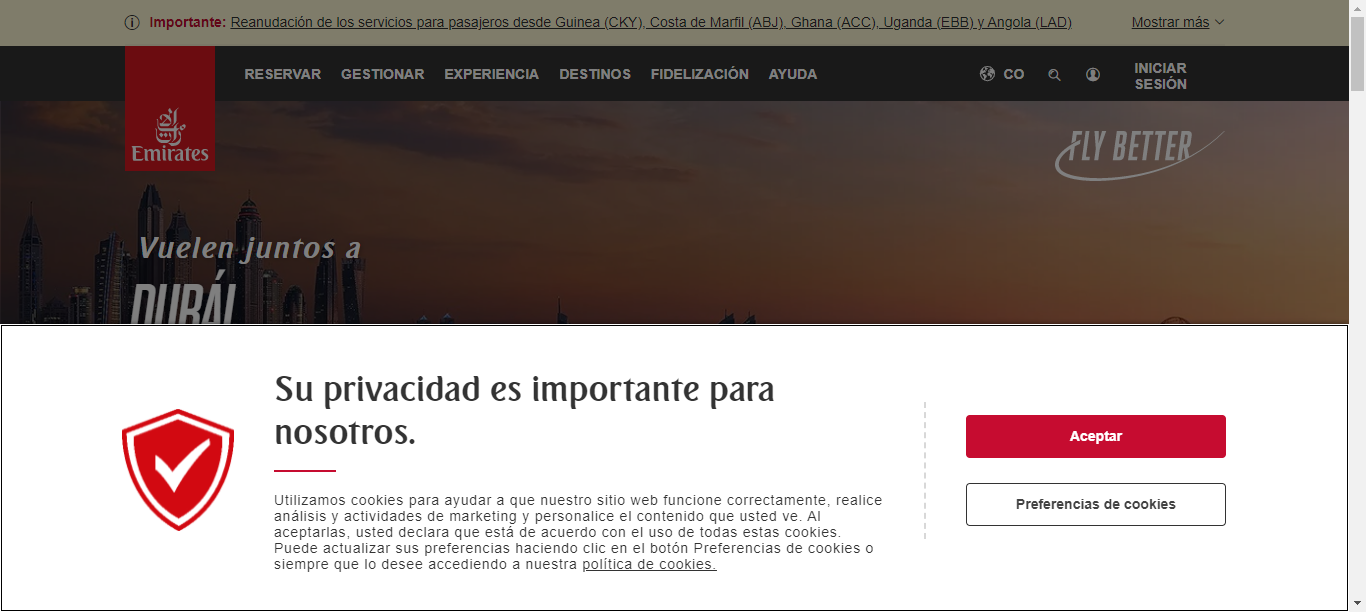 Importante: Reanudación de los servicios para pasajeros desde Guinea (CKY), Costa de Marfil (ABJ), Ghana (ACC), Uganda (EBB) y Angola (LAD) Mostrar más
RESERVAR GESTIONAR EXPERIENCIA DESTINOS FIDELIZACIÓN AYUDA CO INICIAR
SESIÓN
Emirates
FLY BETTER
Vuelen juntos a
DUBÁI
Su privacidad es importante para
nosotros.
Utilizamos cookies para ayudar a que nuestro sitio web funcione correctamente, realice
análisis y actividades de marketing y personalice el contenido que usted ve. Al
aceptarlas, usted declara que está de acuerdo con el uso de todas estas cookies.
Puede actualizar sus preferencias haciendo clic en el botón Preferencias de cookies o
siempre que lo desee accediendo a nuestra política de cookies.
Aceptar
Preferencias de cookies